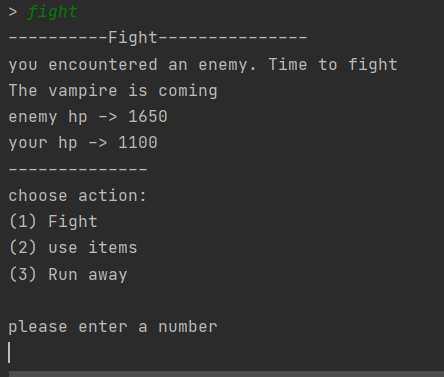 > fight
----------Fight---------------
you encountered an enemy. Time to fight
The vampire is coming
enemy hp -> 1650
your hp -> 1100
--------------
choose action:
(1) Fight
(2) use items
(3) Run away
please enter a number